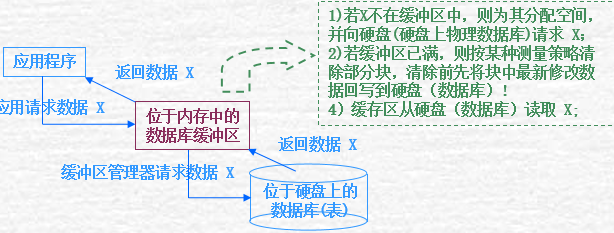 1)若X不在缓冲区中，则为其分配空间，
并向硬盘(硬盘上物理数据库)请求 X;
2)若缓冲区已满，则按某种测量策略清
除部分块，清除前先将块中最新修改数
据回写到硬盘（数据库）!
4) 缓存区从硬盘（数据库）读取 X;
应用程序
返回数据 X
应用请求数据 X
位于内存中的
数据库缓冲区
返回数据 X
缓冲区管理器请求数据 X
位于硬盘上的
数据库(表)